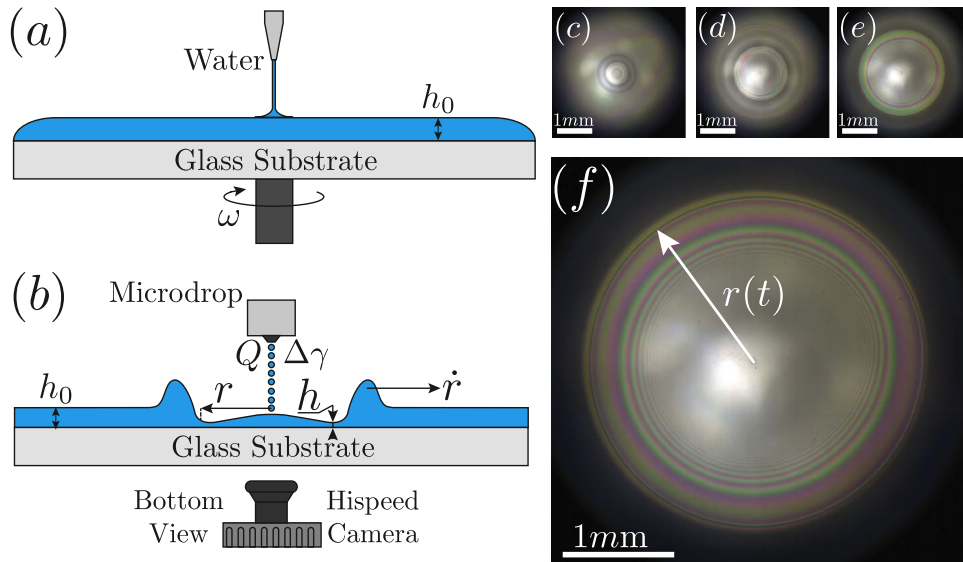 (a)
Water
h₀
Glass Substrate
ω
(b)
Microdrop
Q Δγ
h₀
r
h
ṙ
Glass Substrate
Bottom
View
Hispeed
Camera
(c)
1mm
(d)
1mm
(e)
1mm
(f)
r(t)
1mm